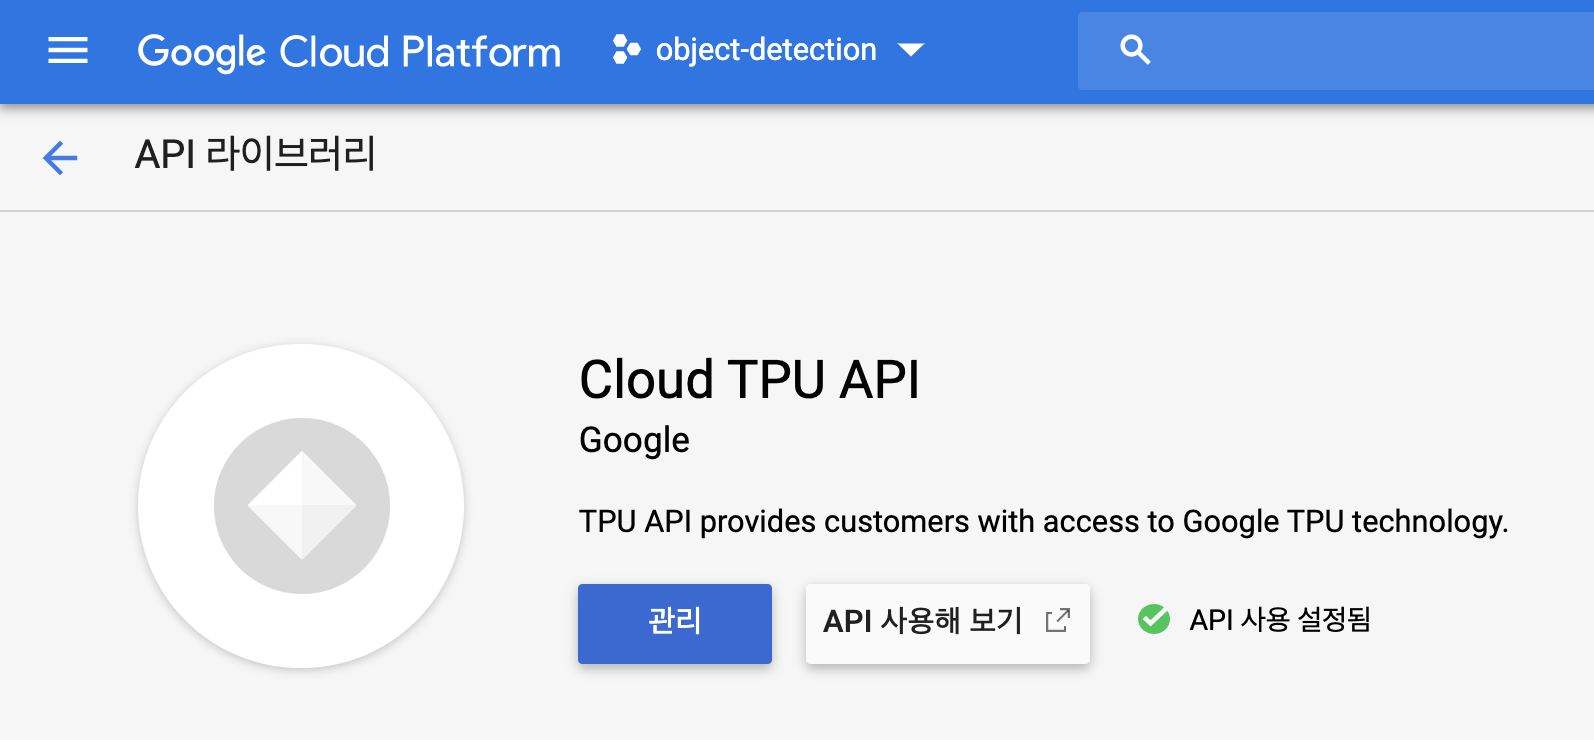 Google Cloud Platform object-detection
API 라이브러리
Cloud TPU API
Google
TPU API provides customers with access to Google TPU technology.
관리 API 사용해 보기 API 사용 설정됨